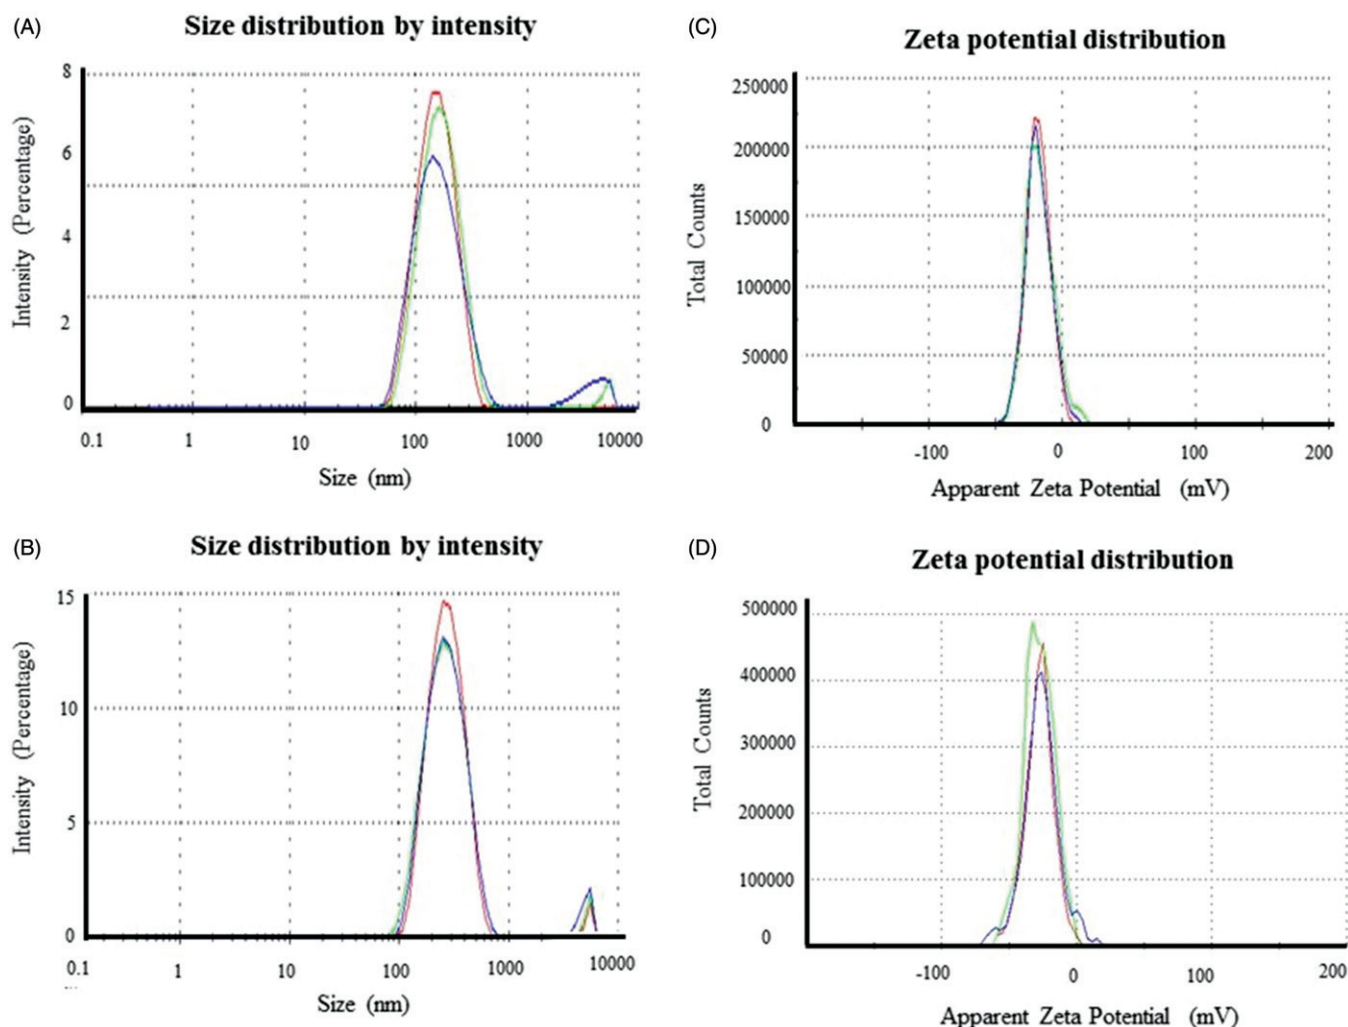 (A)
Size distribution by intensity
8
6
4
2
0
Intensity (Percentage)
0.1 1 10 100 1000 10000
Size (nm)
(C)
Zeta potential distribution
250000
200000
150000
100000
50000
0
Total Counts
-100 0 100 200
Apparent Zeta Potential (mV)
(B)
Size distribution by intensity
15
10
5
0
Intensity (Percentage)
0.1 1 10 100 1000 10000
Size (nm)
(D)
Zeta potential distribution
500000
400000
300000
200000
100000
0
Total Counts
-100 0 100 200
Apparent Zeta Potential (mV)